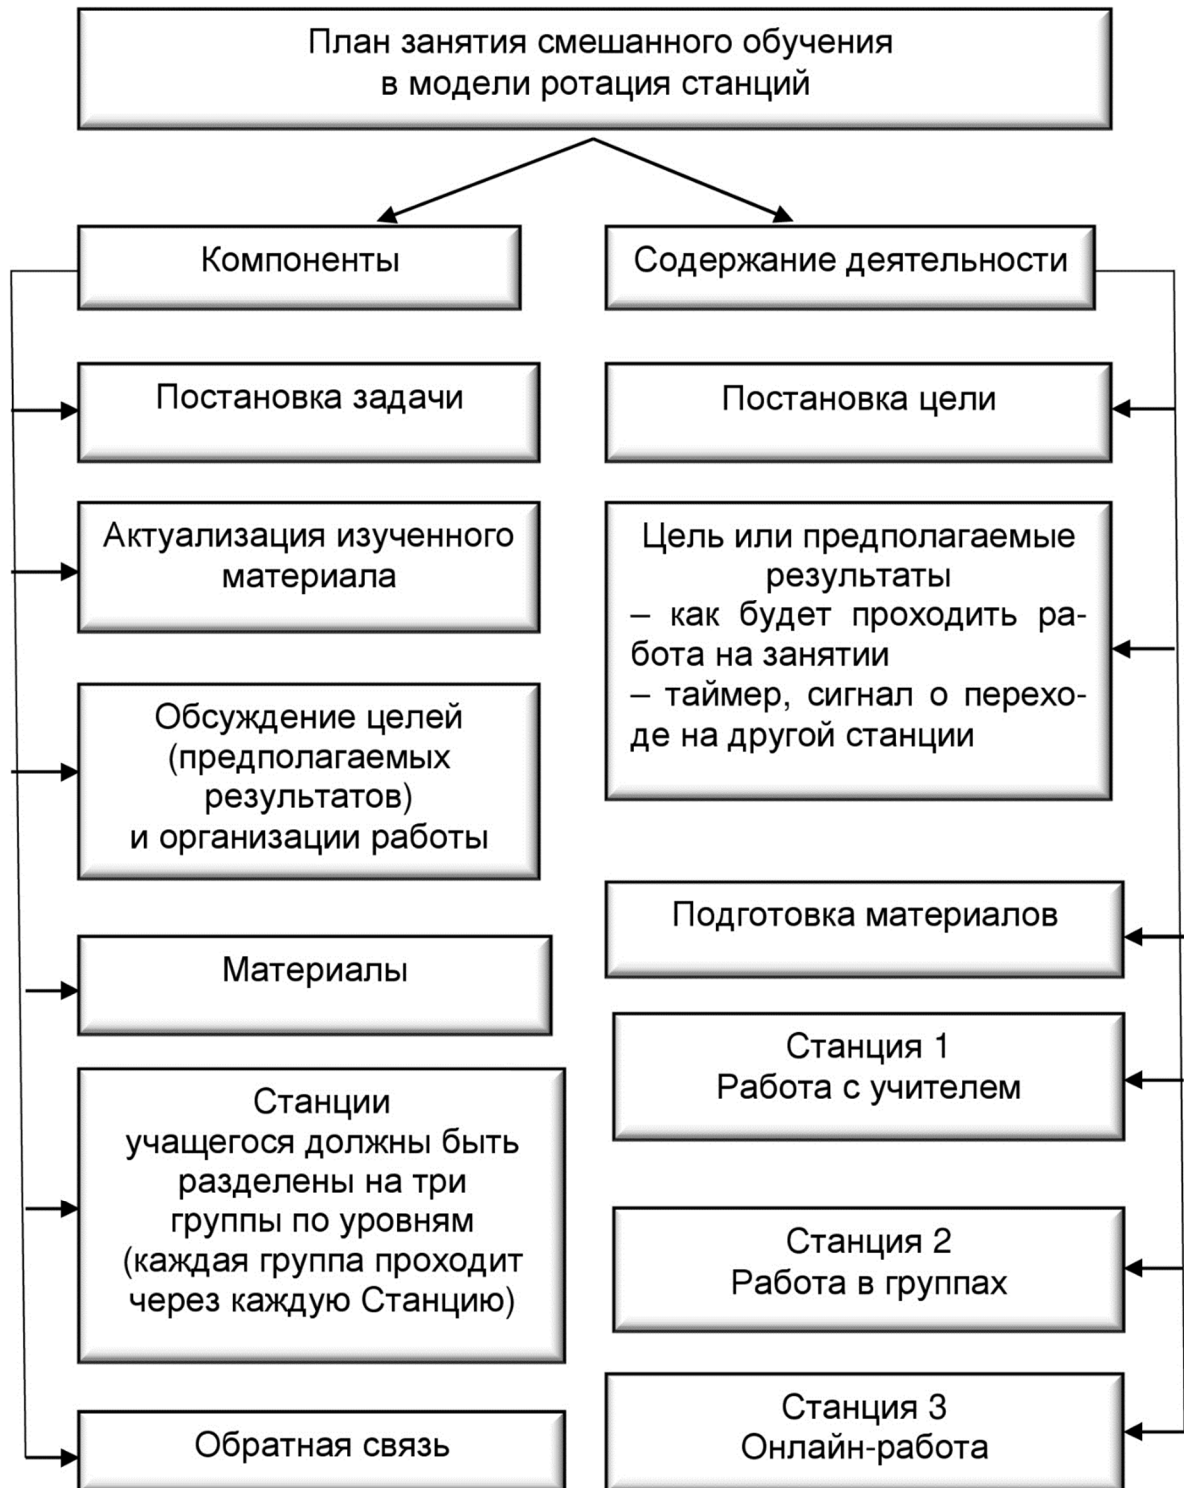 План занятия смешанного обучения
в модели ротация станций
Компоненты
Содержание деятельности
Постановка задачи
Постановка цели
Актуализация изученного
материала
Цель или предполагаемые
результаты
– как будет проходить ра-
бота на занятии
– таймер, сигнал о перехо-
де на другой станции
Обсуждение целей
(предполагаемых
результатов)
и организации работы
Подготовка материалов
Материалы
Станция 1
Работа с учителем
Станции
учащегося должны быть
разделены на три
группы по уровням
(каждая группа проходит
через каждую Станцию)
Станция 2
Работа в группах
Станция 3
Онлайн-работа
Обратная связь